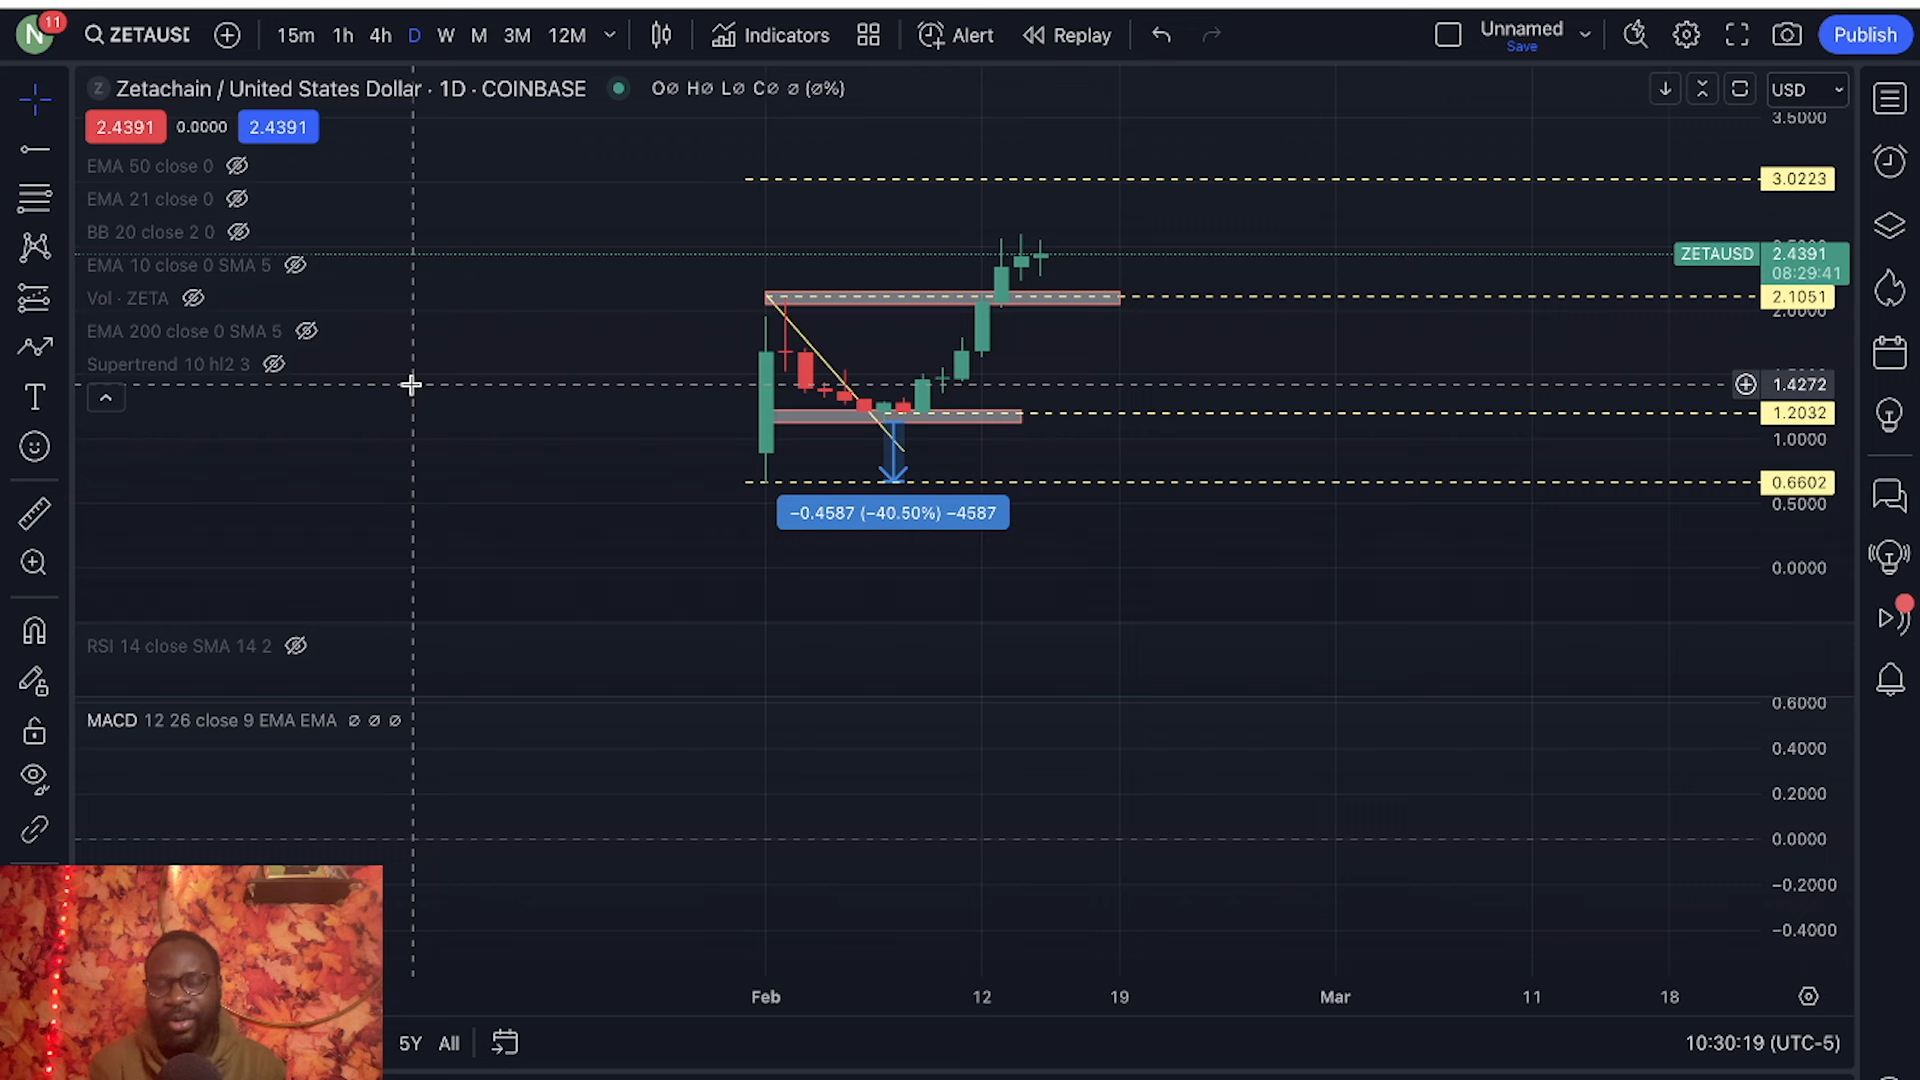 N 11 ZETAUSD 15m 1h 4h D W M 3M 12M Indicators Alert Replay Unnamed Publish
Save
Z Zetachain / United States Dollar · 1D · COINBASE O∅ H∅ L∅ C∅ ∅ (∅%) USD
3.5000
2.4391 0.0000 2.4391
EMA 50 close 0
3.0223
EMA 21 close 0
BB 20 close 2 0
ZETAUSD 2.4391
EMA 10 close 0 SMA 5
08:29:41
Vol · ZETA
2.1051
2.0000
EMA 200 close 0 SMA 5
Supertrend 10 hl2 3
1.4272
1.2032
1.0000
0.6602
0.5000
−0.4587 (−40.50%) −4587
0.0000
RSI 14 close SMA 14 2
0.6000
MACD 12 26 close 9 EMA EMA ∅ ∅ ∅
0.4000
0.2000
0.0000
−0.2000
−0.4000
Feb 12 19 Mar 11 18
5Y All 10:30:19 (UTC-5)